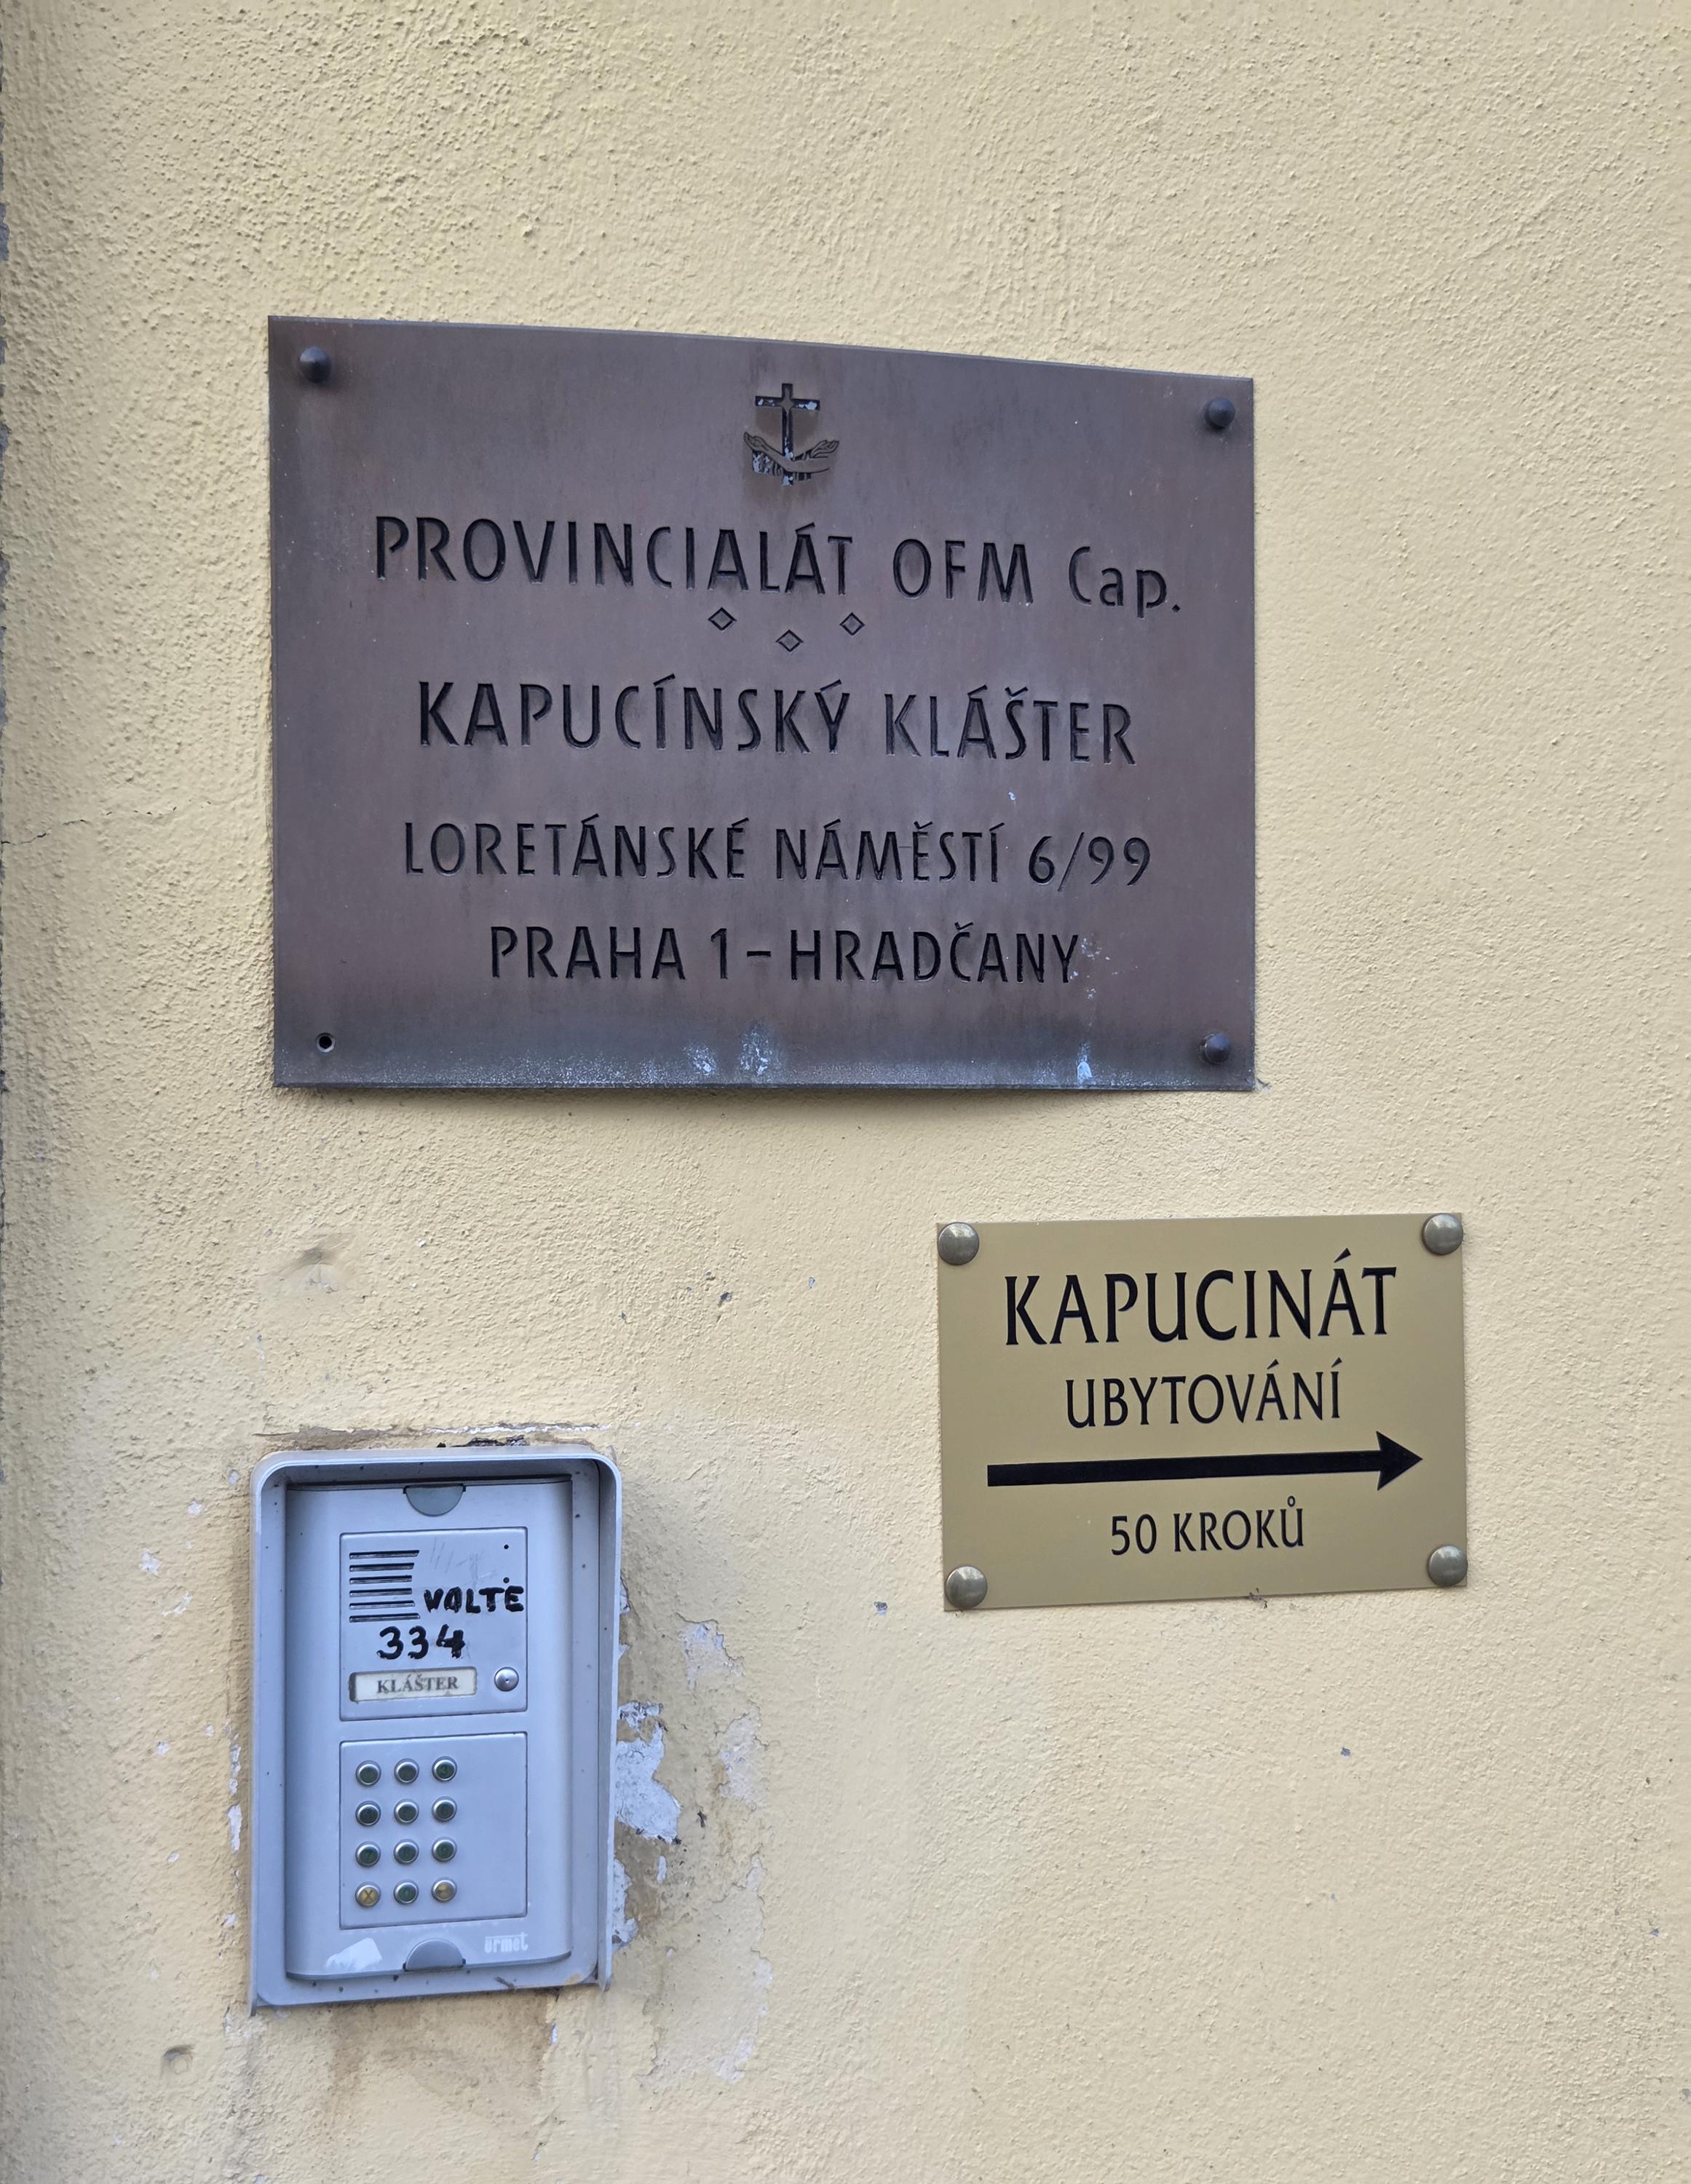 PROVINCIALÁT OFM Cap.
KAPUCÍNSKÝ KLÁŠTER
LORETÁNSKÉ NÁMĚSTÍ 6/99
PRAHA 1 - HRADČANY
KAPUCINÁT
UBYTOVÁNÍ
50 KROKŮ
VOLTE
334
KLÁŠTER
urmet